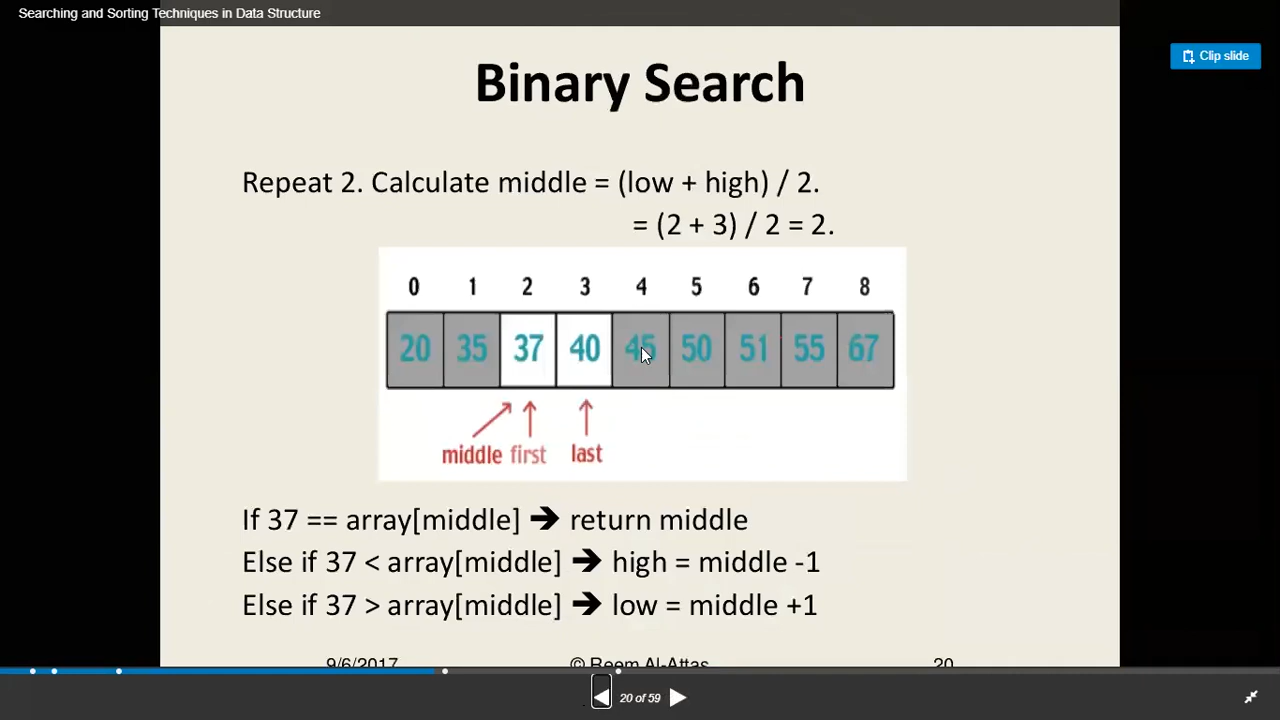 Searching and Sorting Techniques in Data Structure
Clip slide
Binary Search
Repeat 2. Calculate middle = (low + high) / 2.
= (2 + 3) / 2 = 2.
0 1 2 3 4 5 6 7 8
20 35 37 40 45 50 51 55 67
middle first last
If 37 == array[middle] ➔ return middle
Else if 37 < array[middle] ➔ high = middle -1
Else if 37 > array[middle] ➔ low = middle +1
9/6/2017 © Reem Al-Attas 20
20 of 59